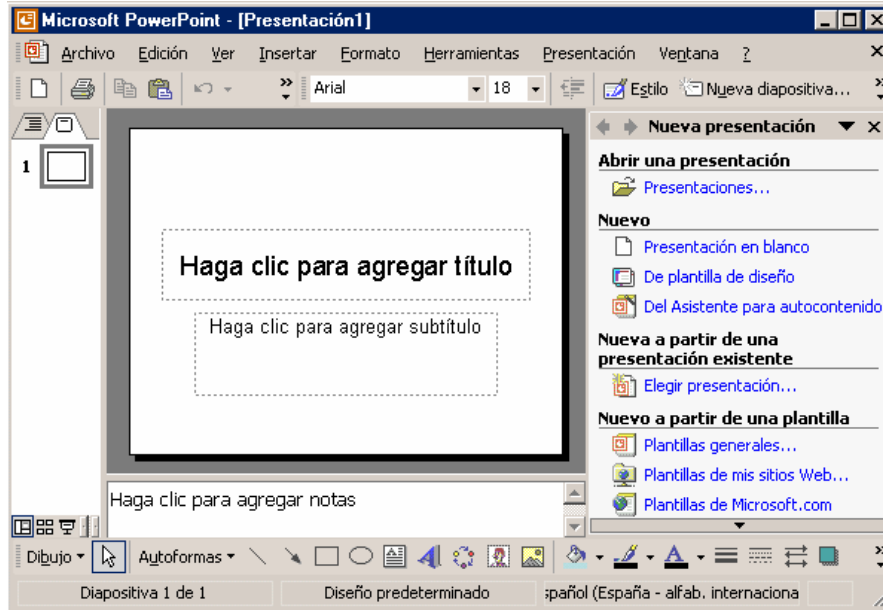 Microsoft PowerPoint - [Presentación1]
Archivo Edición Ver Insertar Formato Herramientas Presentación Ventana ?
Arial 18 Estilo Nueva diapositiva...
1
Haga clic para agregar título
Haga clic para agregar subtítulo
Haga clic para agregar notas
Nueva presentación
Abrir una presentación
Presentaciones...
Nuevo
Presentación en blanco
De plantilla de diseño
Del Asistente para autocontenido
Nueva a partir de una
presentación existente
Elegir presentación...
Nuevo a partir de una plantilla
Plantillas generales...
Plantillas de mis sitios Web...
Plantillas de Microsoft.com
Dibujo Autoformas
Diapositiva 1 de 1 Diseño predeterminado (España - alfab. internaciona